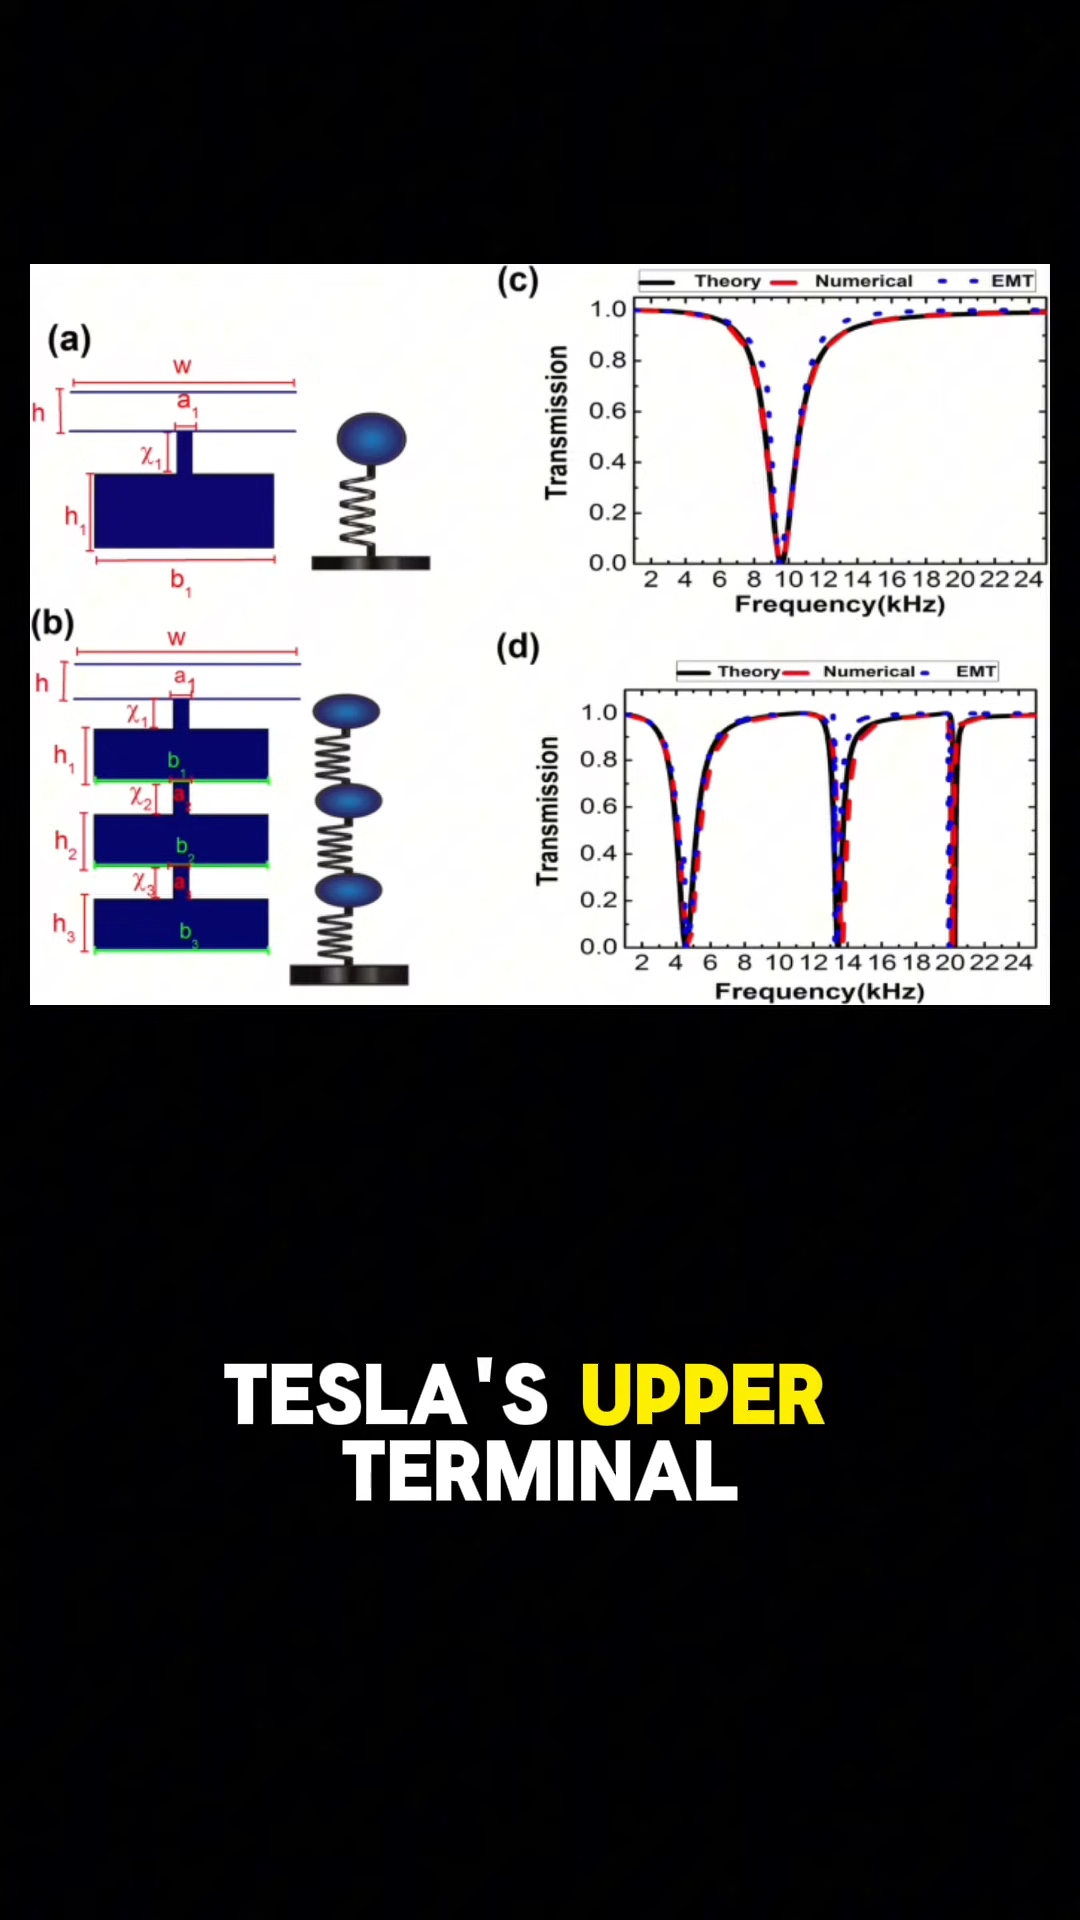 (a)
w
h
a1
χ1
h1
b1
(b)
w
h
a1
χ1
h1
b1
χ2
a2
h2
b2
χ3
a
h3
b3
(c)
Theory Numerical EMT
Transmission
1.0
0.8
0.6
0.4
0.2
0.0
2 4 6 8 10 12 14 16 18 20 22 24
Frequency(kHz)
(d)
Theory Numerical EMT
Transmission
1.0
0.8
0.6
0.4
0.2
0.0
2 4 6 8 10 12 14 16 18 20 22 24
Frequency(kHz)
TESLA'S UPPER
TERMINAL